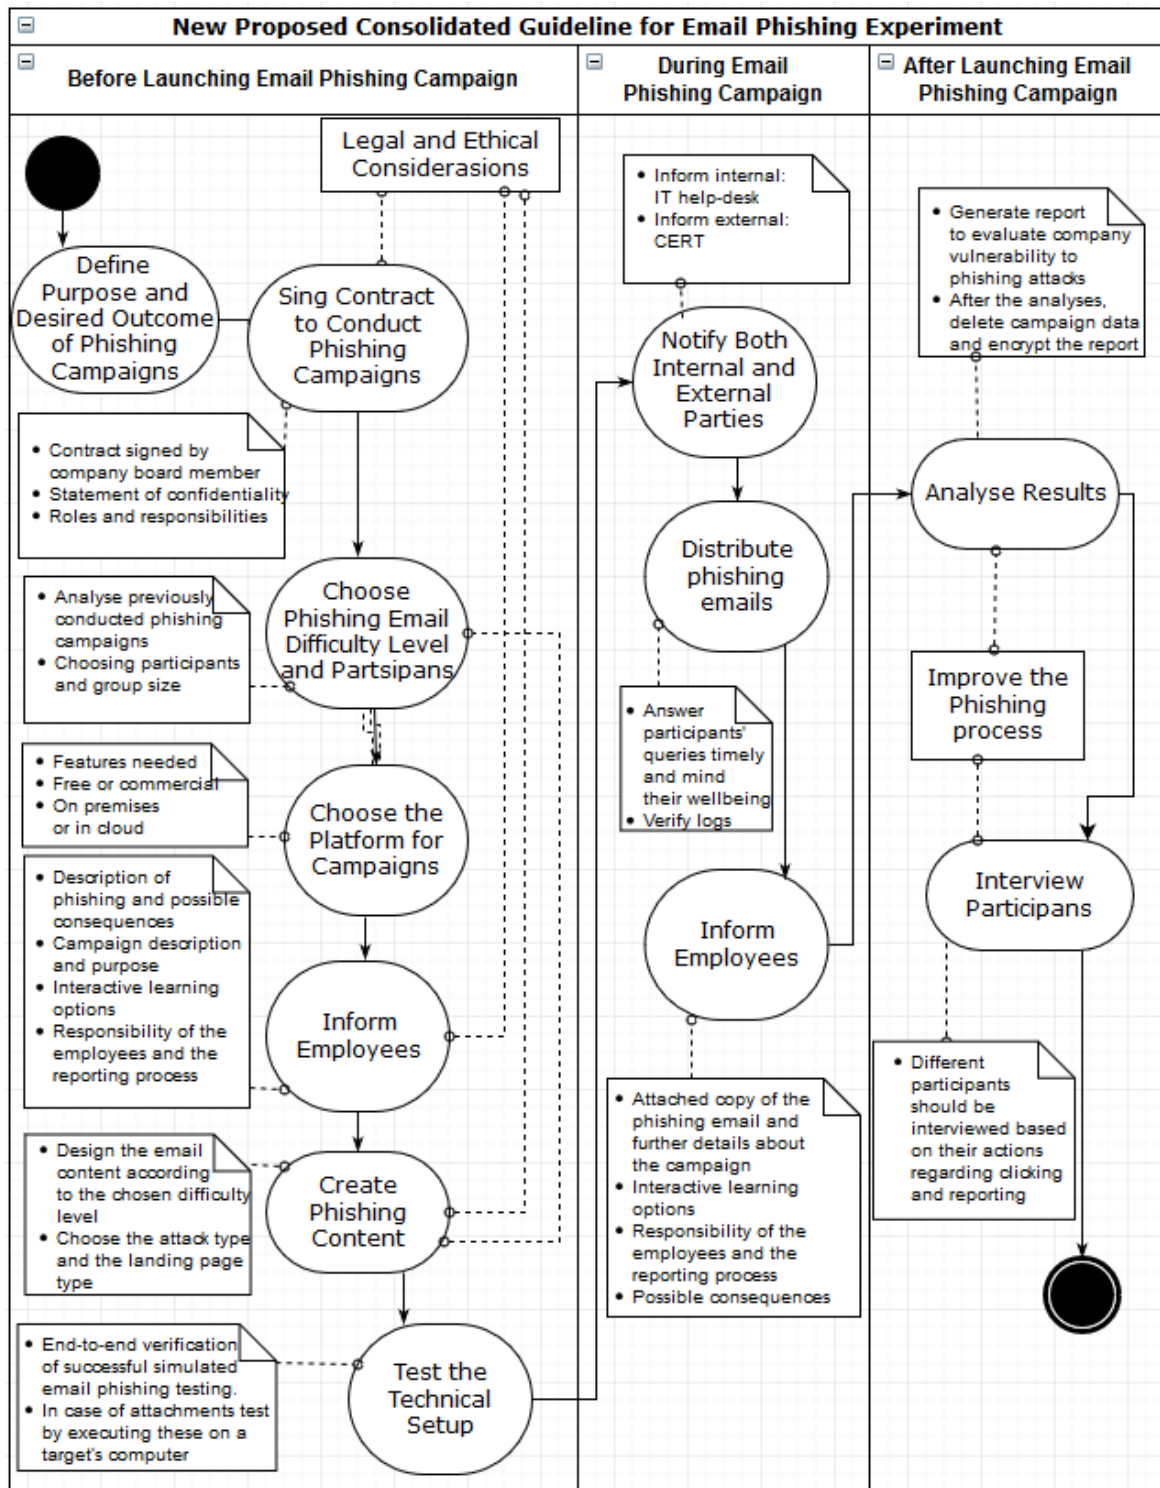 New Proposed Consolidated Guideline for Email Phishing Experiment
Before Launching Email Phishing Campaign
During Email
Phishing Campaign
After Launching Email
Phishing Campaign
Legal and Ethical
Considerasions
Define
Purpose and
Desired Outcome
of Phishing
Campaigns
Sing Contract
to Conduct
Phishing
Campaigns
• Contract signed by
company board member
• Statement of confidentiality
• Roles and responsibilities
Choose
Phishing Email
Difficulty Level
and Partsipans
• Analyse previously
conducted phishing
campaigns
• Choosing participants
and group size
• Features needed
• Free or commercial
• On premises
or in cloud
Choose the
Platform for
Campaigns
• Description of
phishing and possible
consequences
• Campaign description
and purpose
• Interactive learning
options
• Responsibility of the
employees and the
reporting process
Inform
Employees
• Design the email
content according
to the chosen difficulty
level
• Choose the attack type
and the landing page
type
Create
Phishing
Content
• End-to-end verification
of successful simulated
email phishing testing.
• In case of attachments test
by executing these on a
target's computer
Test the
Technical
Setup
• Inform internal:
IT help-desk
• Inform external:
CERT
Notify Both
Internal and
External
Parties
Distribute
phishing
emails
• Answer
participants'
queries timely
and mind
their wellbeing
• Verify logs
Inform
Employees
• Attached copy of the
phishing email and
further details about
the campaign
• Interactive learning
options
• Responsibility of the
employees and the
reporting process
• Possible consequences
• Generate report
to evaluate company
vulnerability to
phishing attacks
• After the analyses,
delete campaign data
and encrypt the report
Analyse Results
Improve the
Phishing
process
Interview
Participans
• Different
participants
should be
interviewed based
on their actions
regarding clicking
and reporting